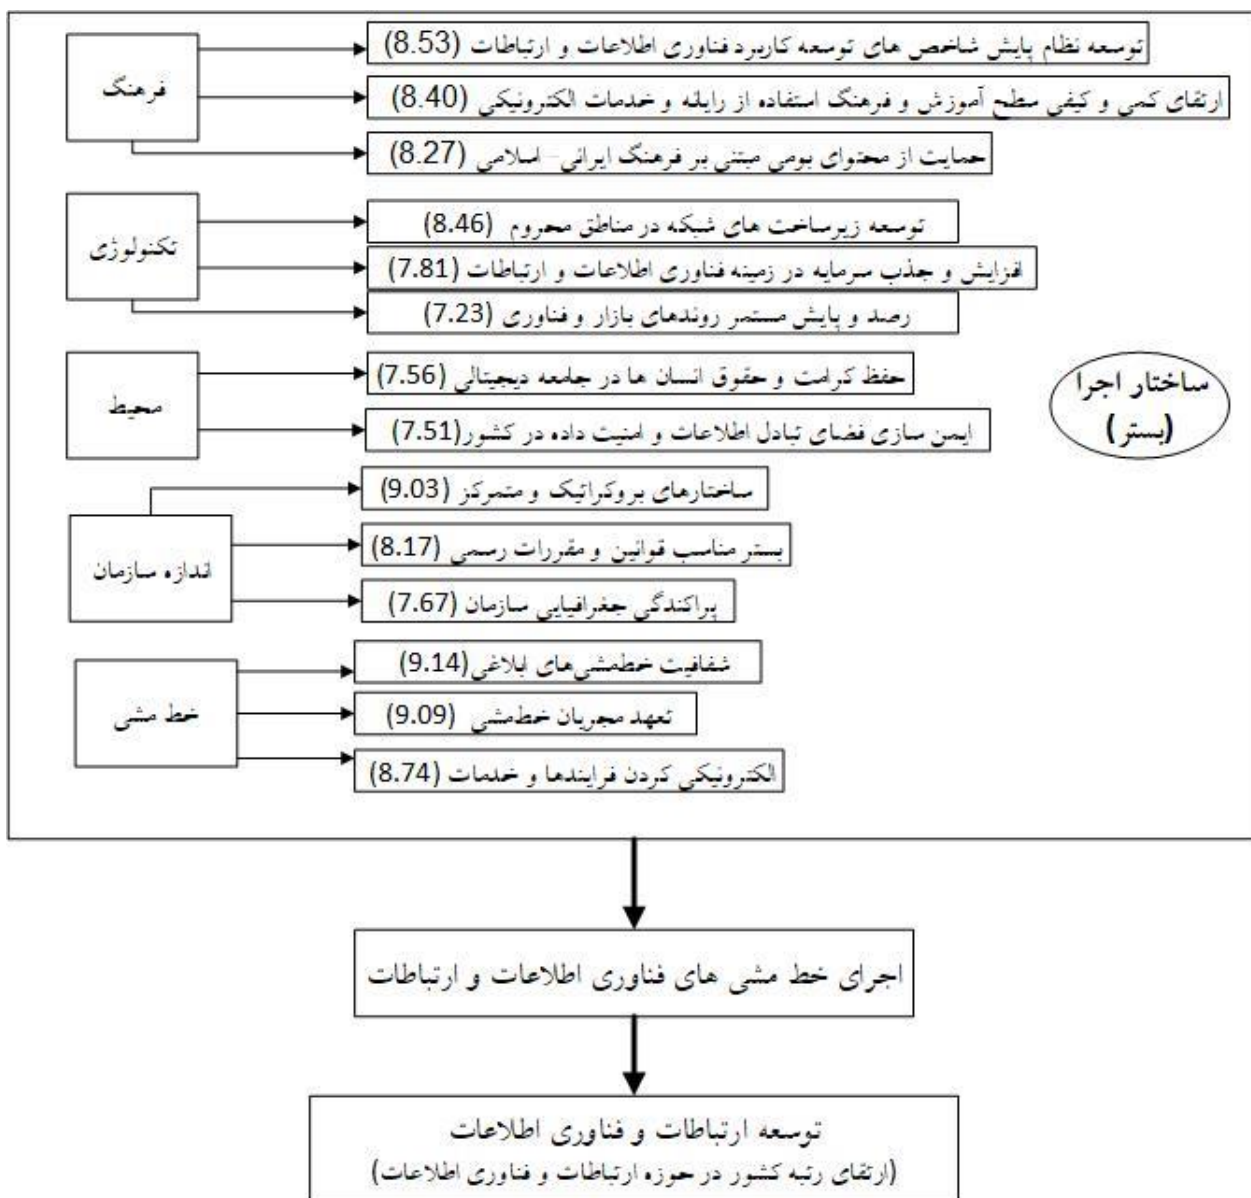 فرهنگ
توسعه نظام پایش شاخص های توسعه کاربرد فناوری اطلاعات و ارتباطات (8.53)
ارتقای کمی و کیفی سطح آموزش و فرهنگ استفاده از رایانه و خدمات الکترونیکی (8.40)
حمایت از محتوای بومی مبتنی بر فرهنگ ایرانی- اسلامی (8.27)
تکنولوژی
توسعه زیرساخت های شبکه در مناطق محروم (8.46)
افزایش و جذب سرمایه در زمینه فناوری اطلاعات و ارتباطات (7.81)
رصد و پایش مستمر روندهای بازار و فناوری (7.23)
محیط
حفظ کرامت و حقوق انسان ها در جامعه دیجیتالی (7.56)
ایمن سازی فضای تبادل اطلاعات و امنیت داده در کشور(7.51)
ساختار اجرا
(بستر)
اندازه سازمان
ساختارهای بروکراتیک و متمرکز (9.03)
بستر مناسب قوانین و مقررات رسمی (8.17)
پراکندگی جغرافیایی سازمان (7.67)
خط مشی
شفافیت خط‌مشی‌های ابلاغی(9.14)
تعهد مجریان خط‌مشی (9.09)
الکترونیکی کردن فرایندها و خدمات (8.74)
اجرای خط مشی های فناوری اطلاعات و ارتباطات
توسعه ارتباطات و فناوری اطلاعات
(ارتقای رتبه کشور در حوزه ارتباطات و فناوری اطلاعات)